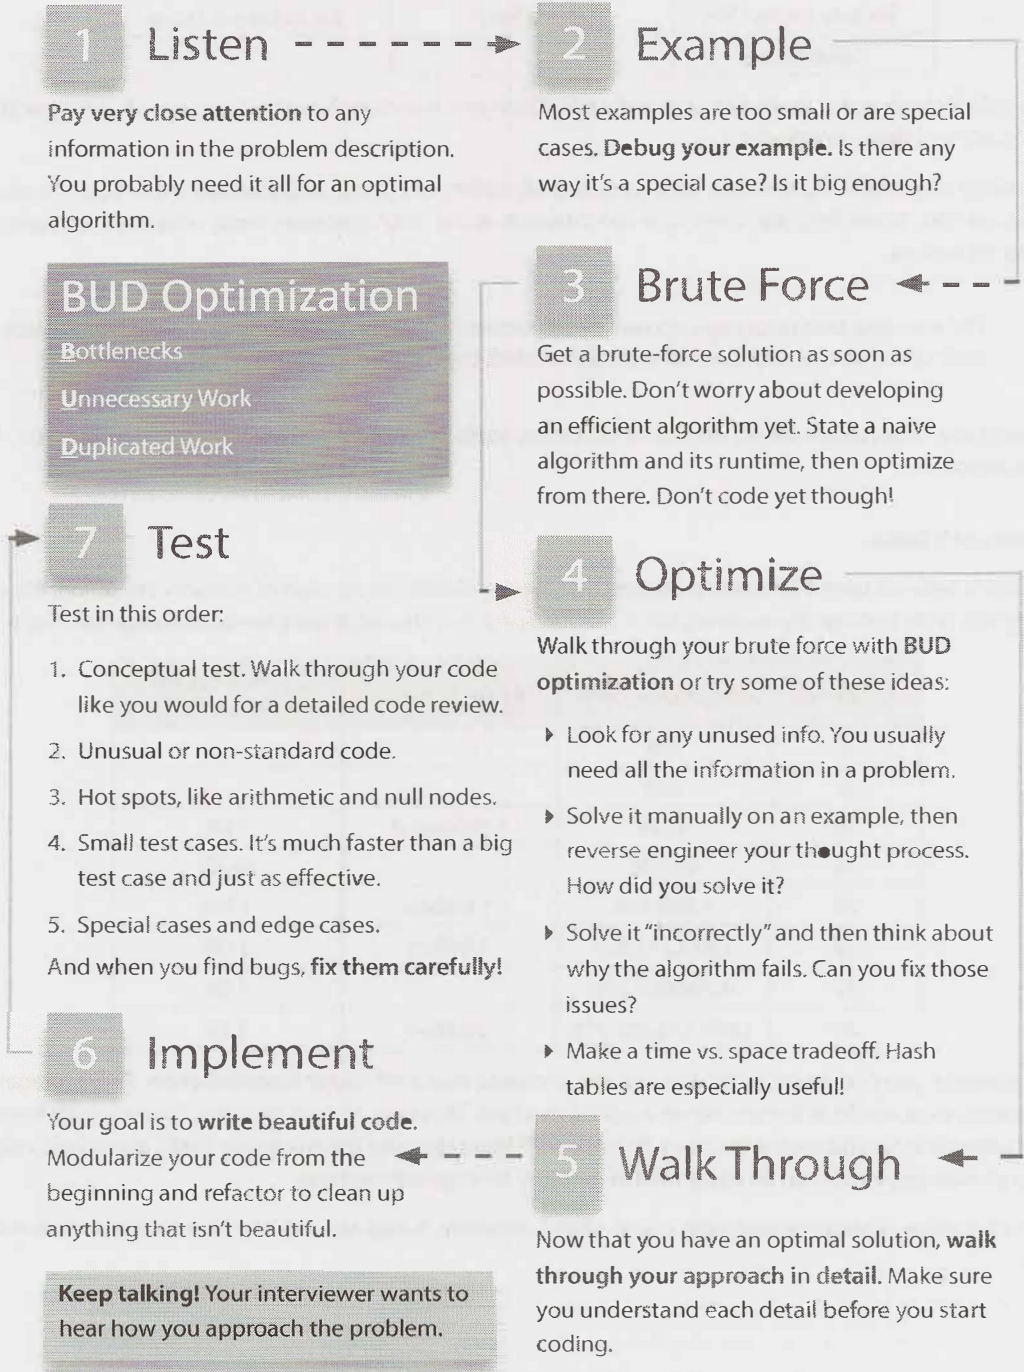 1 Listen
Pay very close attention to any
information in the problem description.
You probably need it all for an optimal
algorithm.
2 Example
Most examples are too small or are special
cases. Debug your example. Is there any
way it's a special case? Is it big enough?
3 Brute Force
Get a brute-force solution as soon as
possible. Don't worry about developing
an efficient algorithm yet. State a naive
algorithm and its runtime, then optimize
from there. Don't code yet though!
BUD Optimization
Bottlenecks
Unnecessary Work
Duplicated Work
4 Optimize
Walk through your brute force with BUD
optimization or try some of these ideas:
Look for any unused info. You usually
need all the information in a problem.
Solve it manually on an example, then
reverse engineer your thought process.
How did you solve it?
Solve it "incorrectly" and then think about
why the algorithm fails. Can you fix those
issues?
Make a time vs. space tradeoff. Hash
tables are especially useful!
5 Walk Through
Now that you have an optimal solution, walk
through your approach in detail. Make sure
you understand each detail before you start
coding.
6 Implement
Your goal is to write beautiful code.
Modularize your code from the
beginning and refactor to clean up
anything that isn't beautiful.
7 Test
Test in this order:
1. Conceptual test. Walk through your code
like you would for a detailed code review.
2. Unusual or non-standard code.
3. Hot spots, like arithmetic and null nodes.
4. Small test cases. It's much faster than a big
test case and just as effective.
5. Special cases and edge cases.
And when you find bugs, fix them carefully!
Keep talking! Your interviewer wants to
hear how you approach the problem.